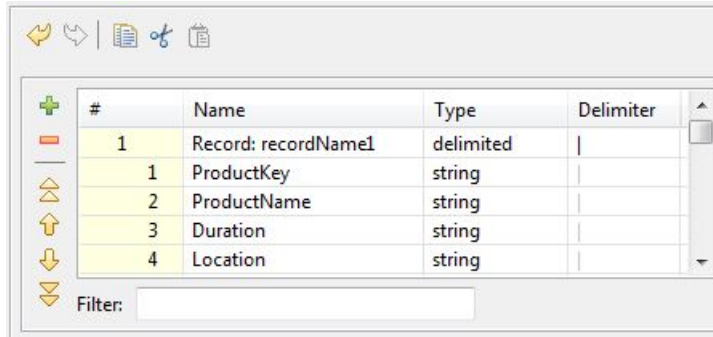 # Name Type Delimiter
1 Record: recordName1 delimited |
1 ProductKey string |
2 ProductName string |
3 Duration string |
4 Location string |
Filter: